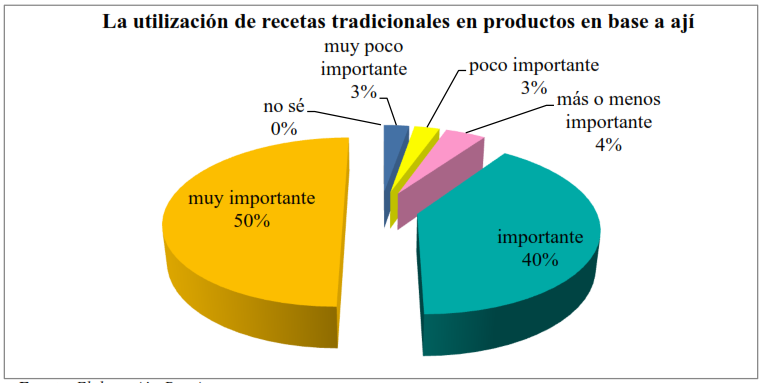 La utilización de recetas tradicionales en productos en base a ají
muy poco
importante
3%
poco importante
3%
más o menos
importante
4%
no sé
0%
muy importante
50%
importante
40%